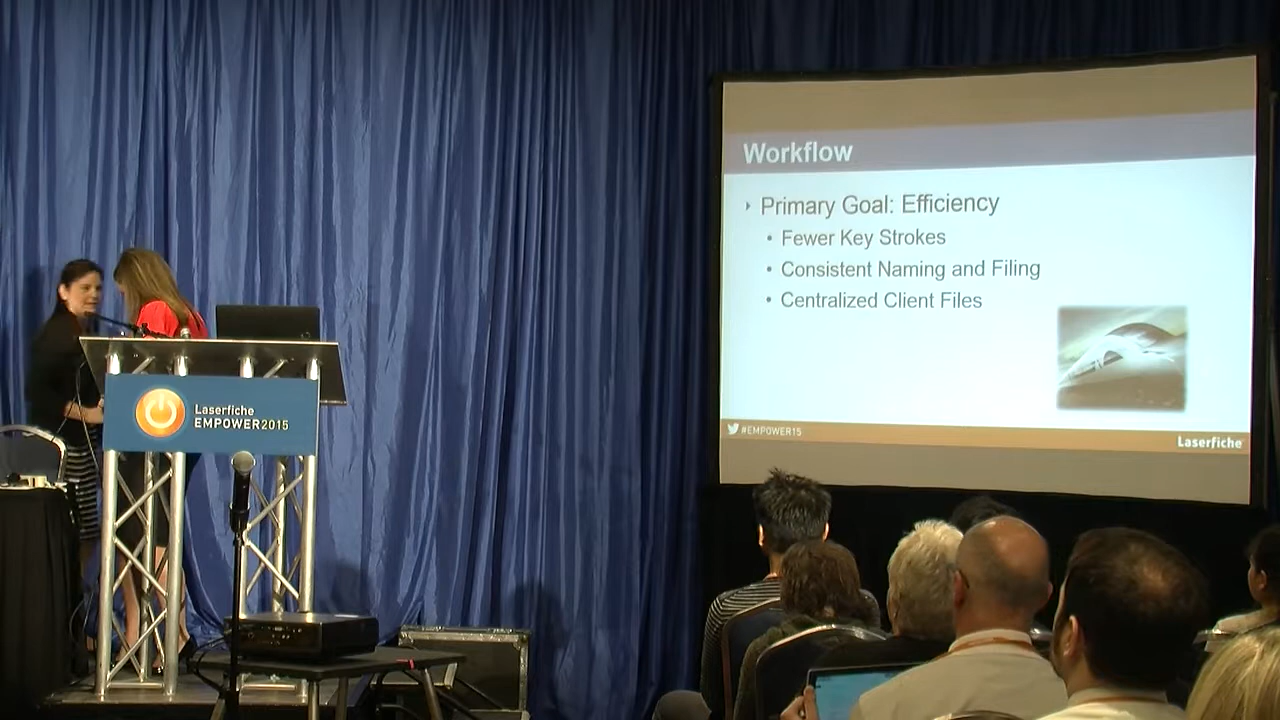 Workflow
Primary Goal: Efficiency
• Fewer Key Strokes
• Consistent Naming and Filing
• Centralized Client Files
#EMPOWER15
Laserfiche
Laserfiche
EMPOWER2015